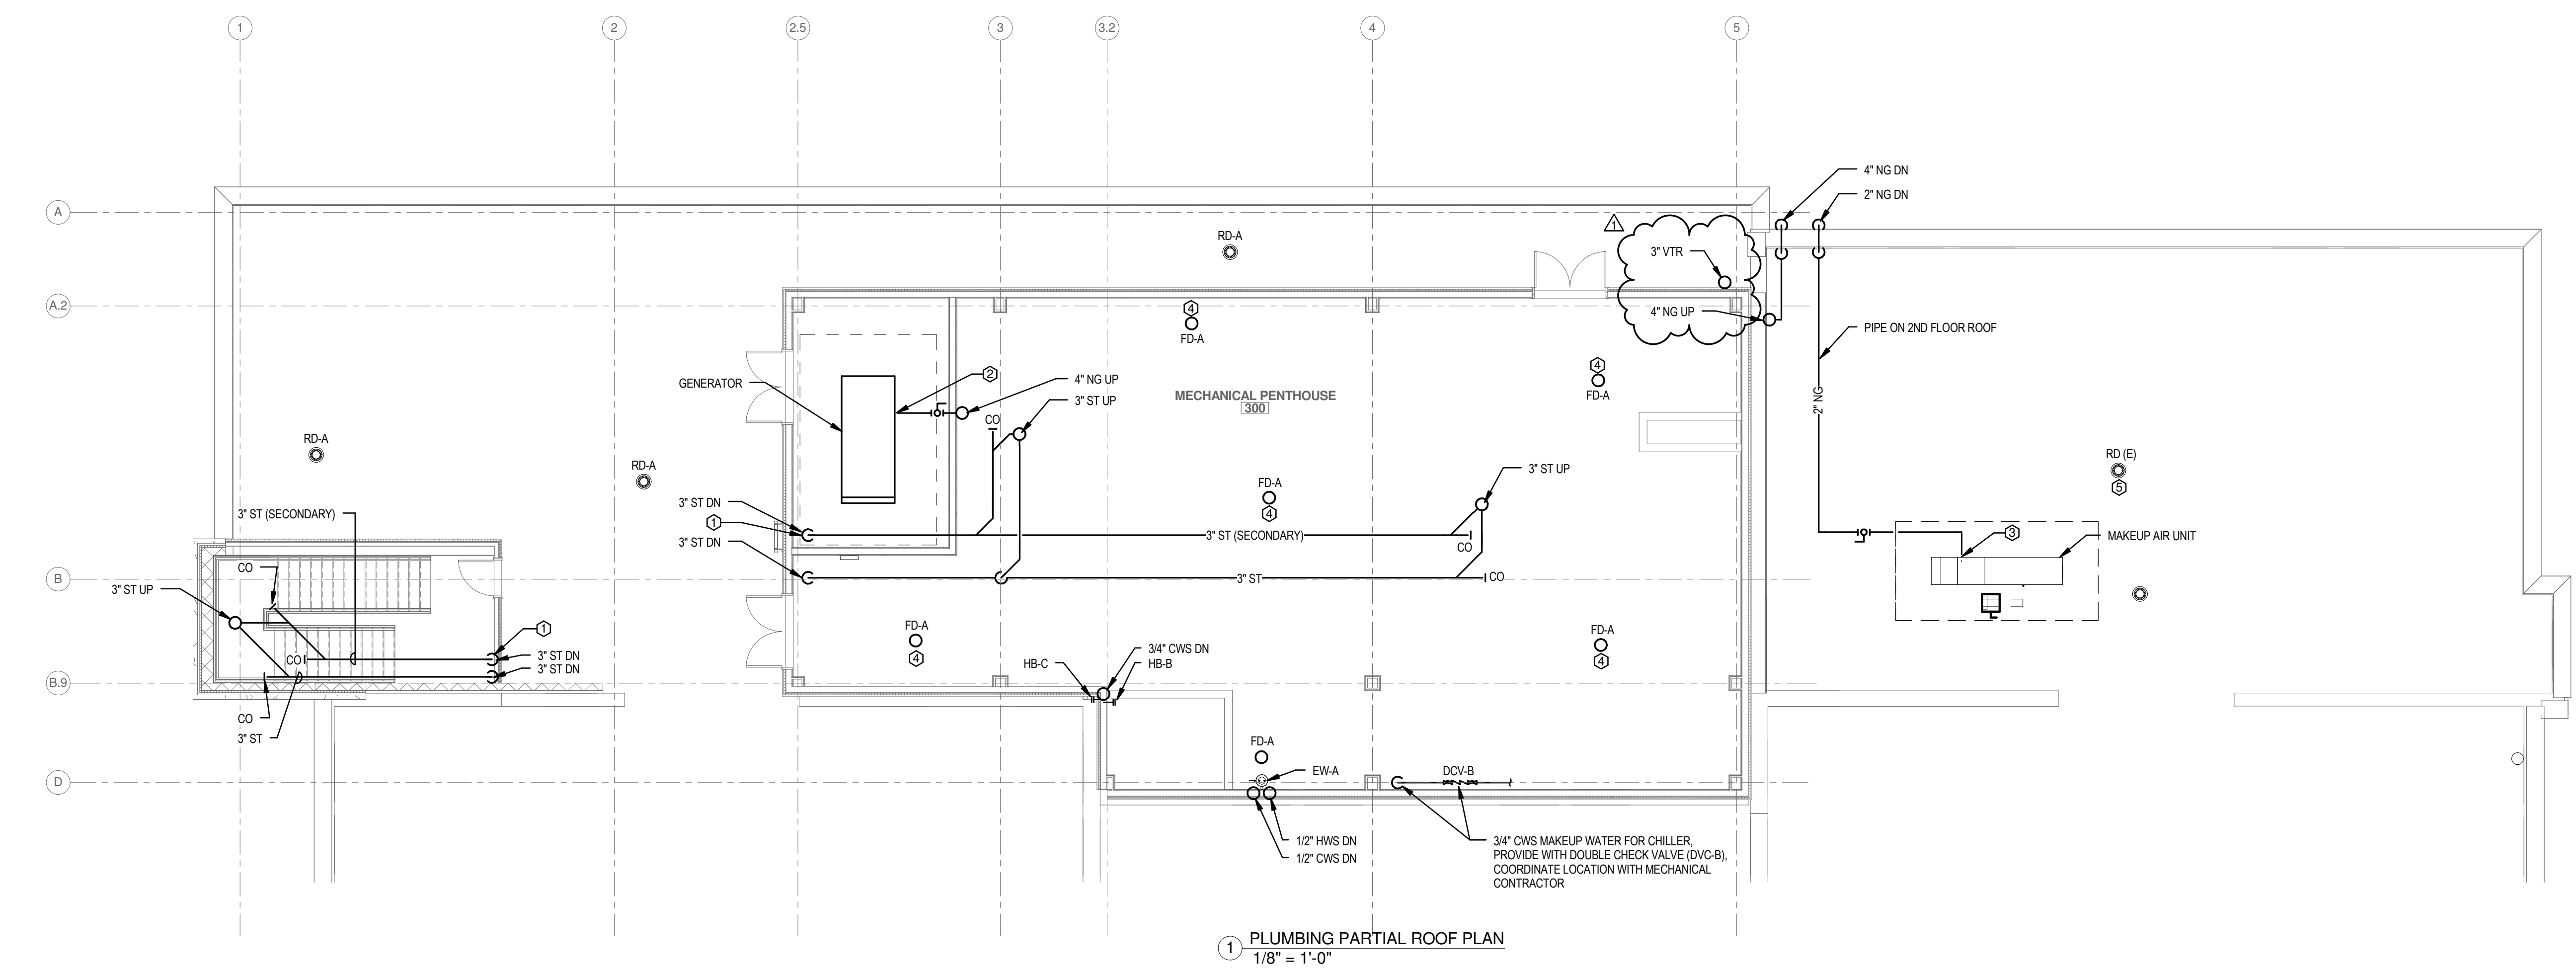 1
2
2.5
3
3.2
4
5
4" NG DN
2" NG DN
A
1
RD-A
3" VTR
A.2
4
FD-A
4" NG UP
PIPE ON 2ND FLOOR ROOF
4
FD-A
GENERATOR
2
4" NG UP
3" ST UP
MECHANICAL PENTHOUSE
300
CO
2" NG
RD-A
RD-A
RD (E)
5
3" ST UP
FD-A
4
3" ST DN
1
3" ST DN
3" ST (SECONDARY)
3" ST (SECONDARY)
CO
3
MAKEUP AIR UNIT
B
CO
3" ST
CO
3" ST UP
1
CO
3" ST DN
3" ST DN
FD-A
4
FD-A
4
3/4" CWS DN
HB-C
HB-B
B.9
CO
3" ST
FD-A
EW-A
DCV-B
D
1/2" HWS DN
1/2" CWS DN
3/4" CWS MAKEUP WATER FOR CHILLER,
PROVIDE WITH DOUBLE CHECK VALVE (DVC-B),
COORDINATE LOCATION WITH MECHANICAL
CONTRACTOR
1 PLUMBING PARTIAL ROOF PLAN
1/8" = 1'-0"